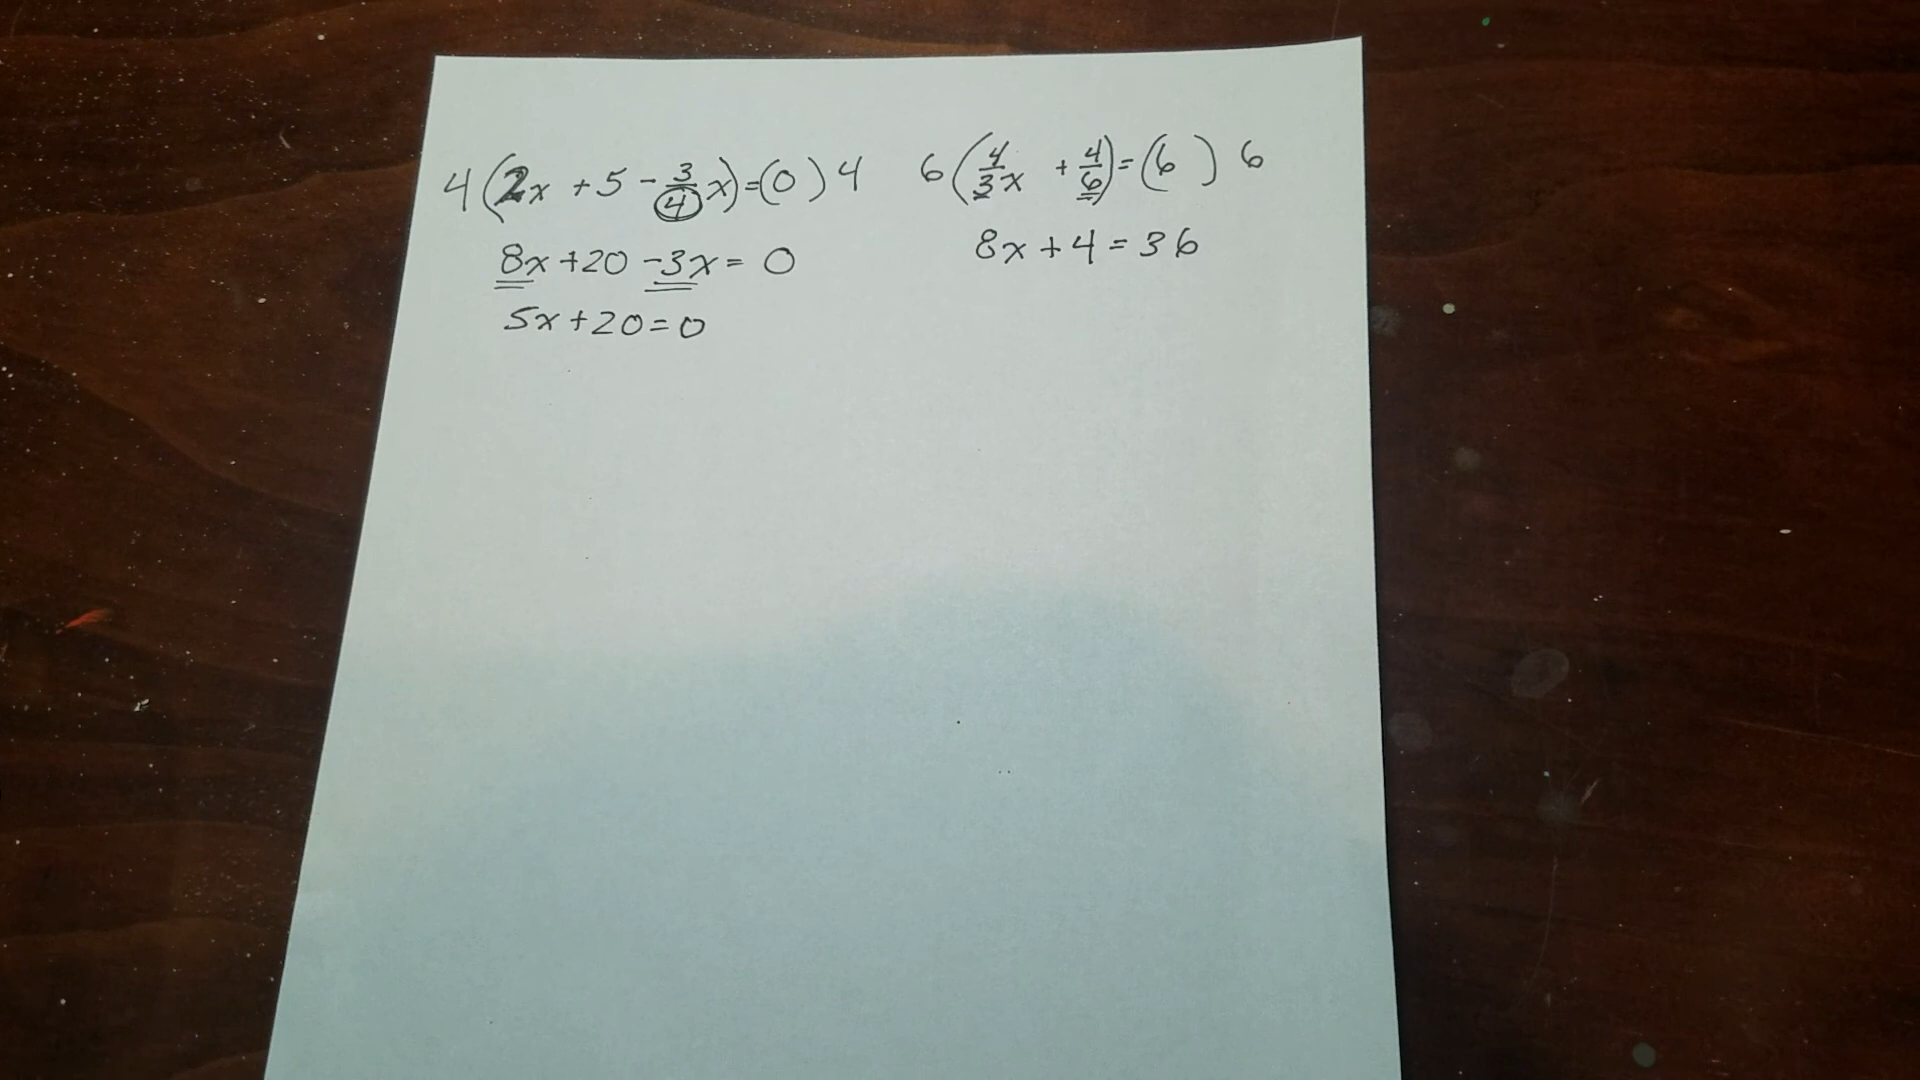 4(2x + 5 - 3/4 x) = (0) 4
8x + 20 - 3x = 0
5x + 20 = 0
6(4/3 x + 4/6) = (6) 6
8x + 4 = 36